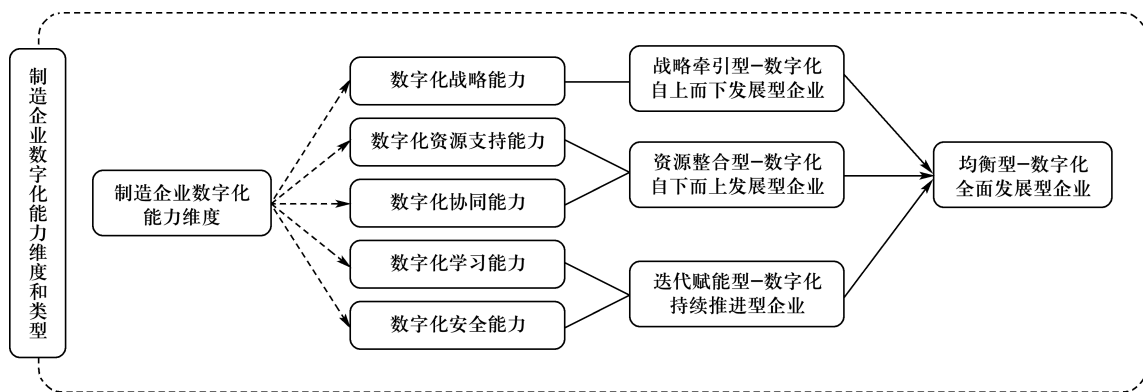 制造企业数字化能力维度和类型
制造企业数字化
能力维度
数字化战略能力
数字化资源支持能力
数字化协同能力
数字化学习能力
数字化安全能力
战略牵引型—数字化
自上而下发展型企业
资源整合型—数字化
自下而上发展型企业
迭代赋能型—数字化
持续推进型企业
均衡型—数字化
全面发展型企业